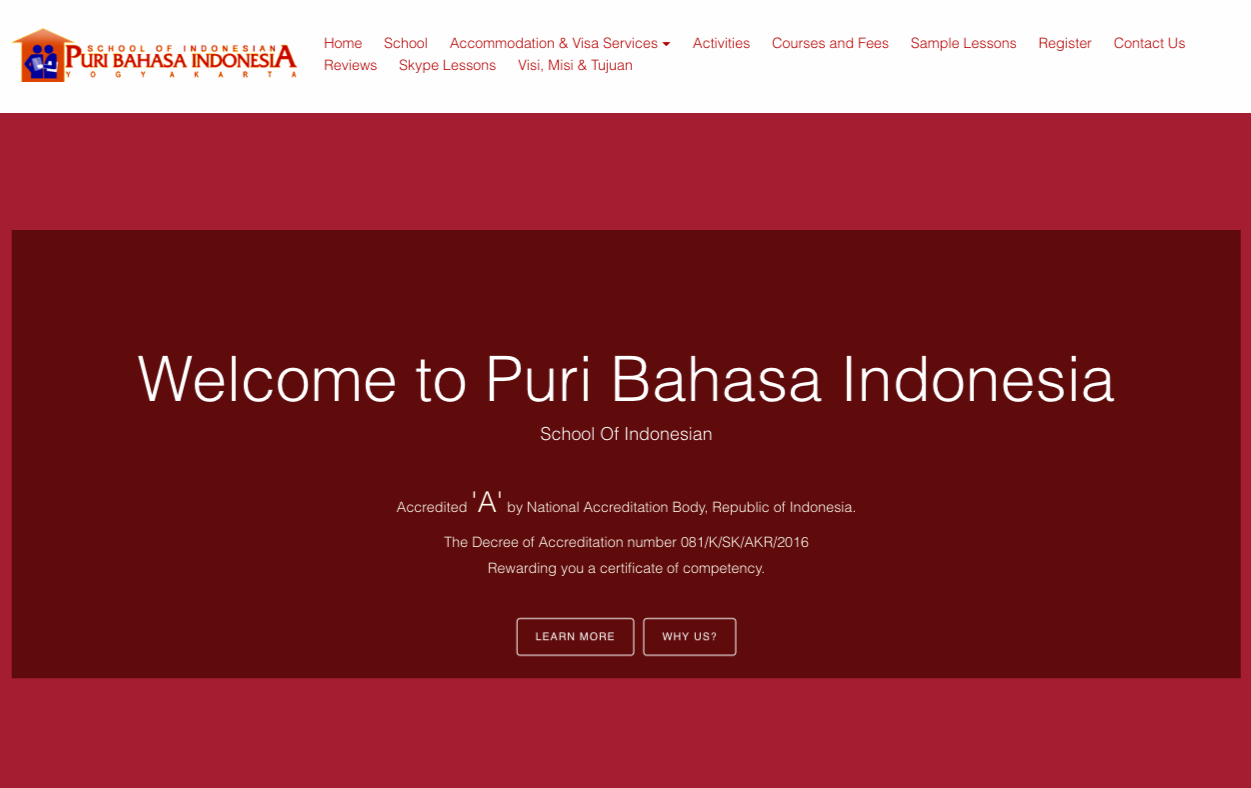 SCHOOL OF INDONESIAN
PURI BAHASA INDONESIA
YOGYAKARTA
Home School Accommodation & Visa Services Activities Courses and Fees Sample Lessons Register Contact Us
Reviews Skype Lessons Visi, Misi & Tujuan
Welcome to Puri Bahasa Indonesia
School Of Indonesian
Accredited 'A' by National Accreditation Body, Republic of Indonesia.
The Decree of Accreditation number 081/K/SK/AKR/2016
Rewarding you a certificate of competency.
LEARN MORE WHY US?